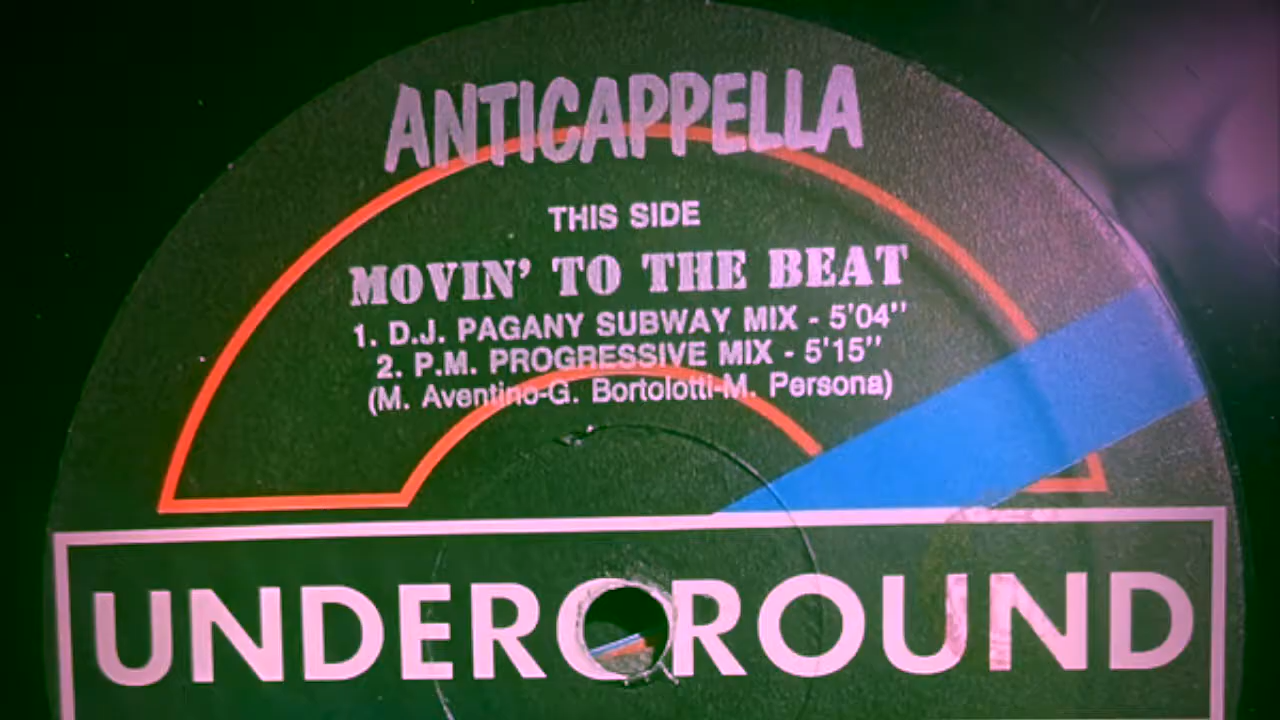 ANTICAPPELLA
THIS SIDE
MOVIN' TO THE BEAT
1. D.J. PAGANY SUBWAY MIX - 5'04"
2. P.M. PROGRESSIVE MIX - 5'15"
(M. Aventino-G. Bortolotti-M. Persona)
UNDERGROUND